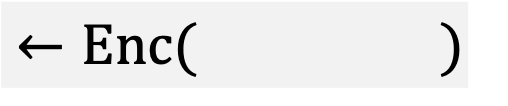 ← Enc( )